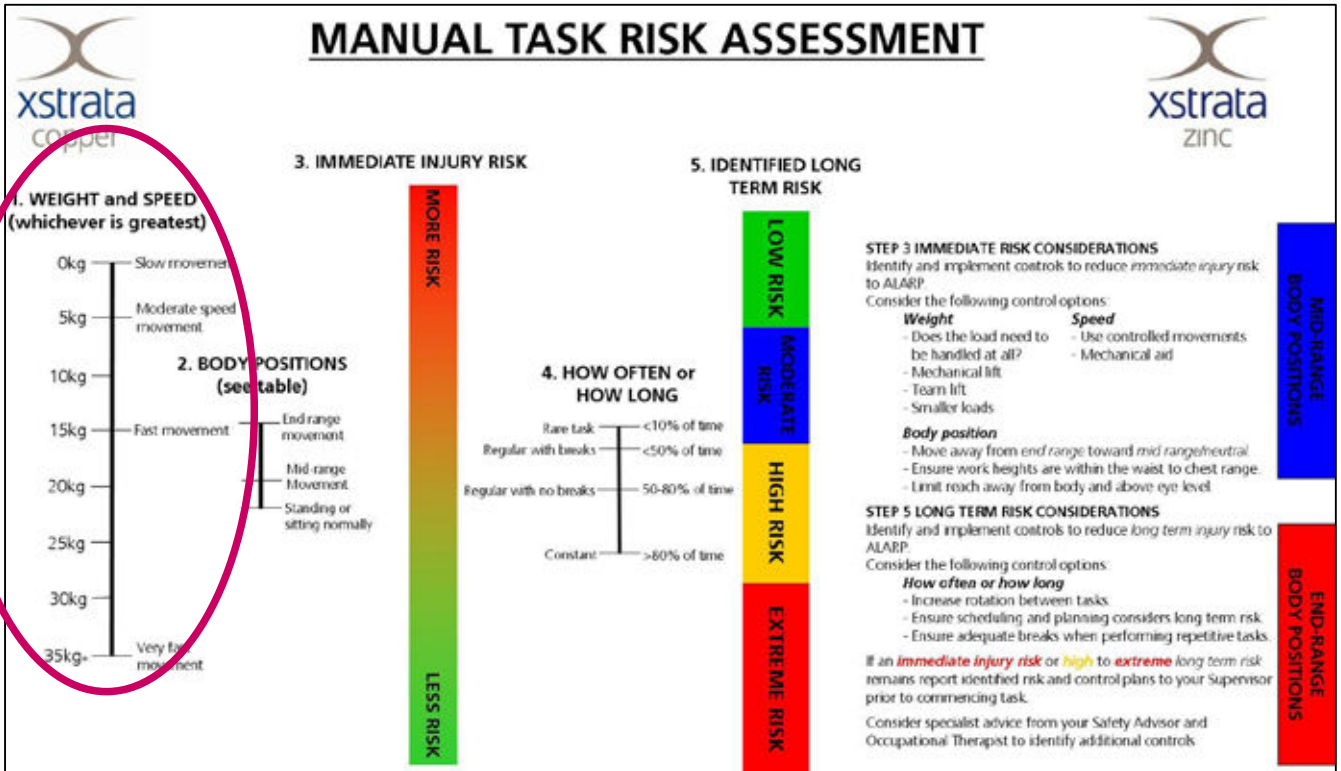 MANUAL TASK RISK ASSESSMENT
xstrata
copper
xstrata
zinc
1. WEIGHT and SPEED
(whichever is greatest)
0kg
Slow movement
5kg
Moderate speed
movement
10kg
15kg
Fast movement
20kg
25kg
30kg
35kg+
Very fast
movement
2. BODY POSITIONS
(see table)
End range
movement
Mid-range
Movement
Standing or
sitting normally
3. IMMEDIATE INJURY RISK
MORE RISK
LESS RISK
4. HOW OFTEN or
HOW LONG
Rare task
<10% of time
Regular with breaks
<50% of time
Regular with no breaks
50-80% of time
Constant
>80% of time
5. IDENTIFIED LONG
TERM RISK
LOW RISK
MODERATE
RISK
HIGH RISK
EXTREME RISK
STEP 3 IMMEDIATE RISK CONSIDERATIONS
Identify and implement controls to reduce immediate injury risk
to ALARP.
Consider the following control options:
Weight
- Does the load need to
be handled at all?
- Mechanical lift
- Team lift
- Smaller loads
Speed
- Use controlled movements
- Mechanical aid
Body position
- Move away from end range toward mid range/neutral.
- Ensure work heights are within the waist to chest range.
- Limit reach away from body and above eye level
STEP 5 LONG TERM RISK CONSIDERATIONS
Identify and implement controls to reduce long term injury risk to
ALARP.
Consider the following control options:
How often or how long
- Increase rotation between tasks
- Ensure scheduling and planning considers long term risk.
- Ensure adequate breaks when performing repetitive tasks.
If an immediate injury risk or high to extreme long term risk
remains report identified risk and control plans to your Supervisor
prior to commencing task.
Consider specialist advice from your Safety Advisor and
Occupational Therapist to identify additional controls
MID-RANGE
BODY POSITIONS
END-RANGE
BODY POSITIONS